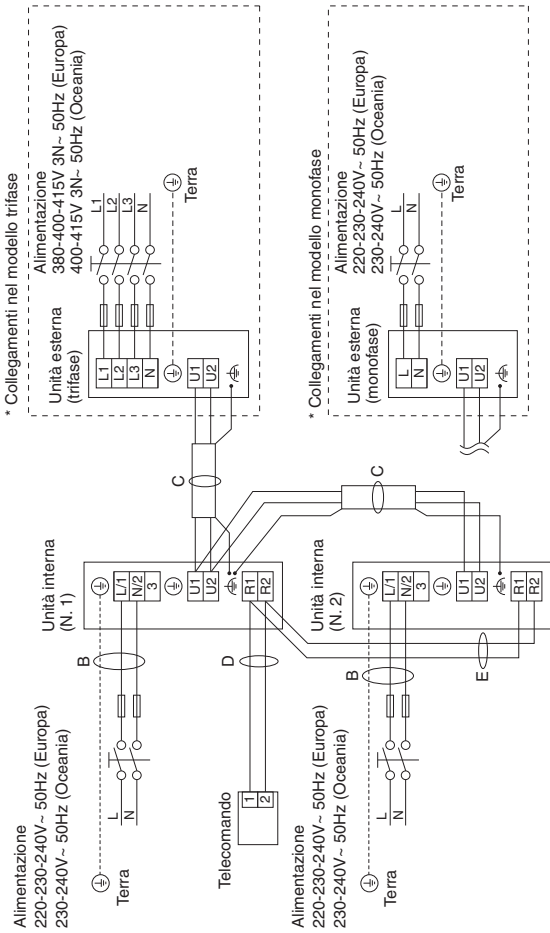 Alimentazione
220-230-240V~ 50Hz (Europa)
230-240V~ 50Hz (Oceania)
L
N
Terra
B
Unità interna
(N. 1)
L/1
N/2
3
U1
U2
R1
R2
Telecomando
1
2
D
Alimentazione
220-230-240V~ 50Hz (Europa)
230-240V~ 50Hz (Oceania)
L
N
Terra
B
Unità interna
(N. 2)
L/1
N/2
3
U1
U2
R1
R2
E
C
C
* Collegamenti nel modello trifase
Alimentazione
380-400-415V 3N~ 50Hz (Europa)
400-415V 3N~ 50Hz (Oceania)
Unità esterna
(trifase)
L1
L2
L3
N
L1
L2
L3
N
U1
U2
Terra
* Collegamenti nel modello monofase
Alimentazione
220-230-240V~ 50Hz (Europa)
230-240V~ 50Hz (Oceania)
Unità esterna
(monofase)
L
N
L
N
U1
U2
Terra